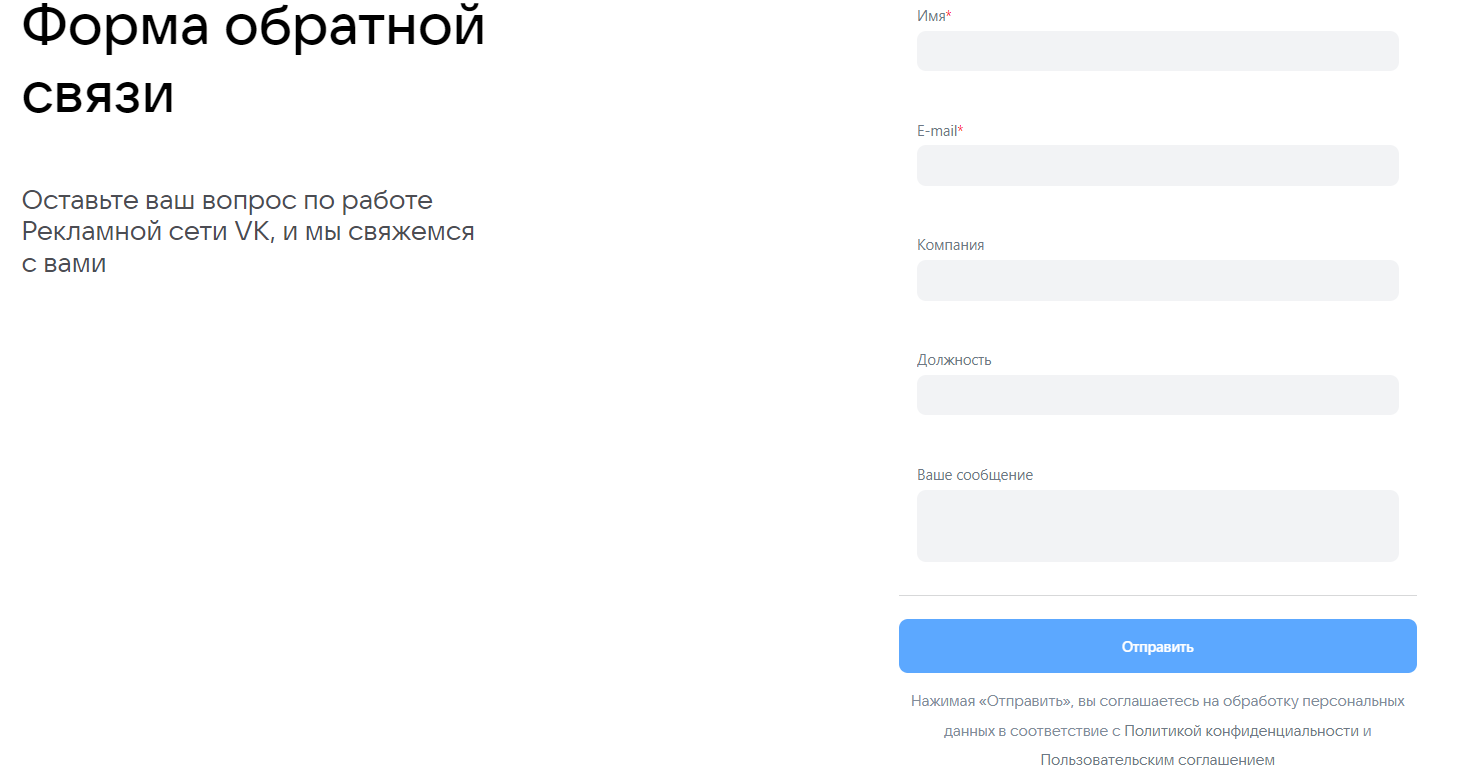 Форма обратной
связи
Оставьте ваш вопрос по работе
Рекламной сети VK, и мы свяжемся
с вами
Имя*
E-mail*
Компания
Должность
Ваше сообщение
Отправить
Нажимая «Отправить», вы соглашаетесь на обработку персональных
данных в соответствие с Политикой конфиденциальности и
Пользовательским соглашением